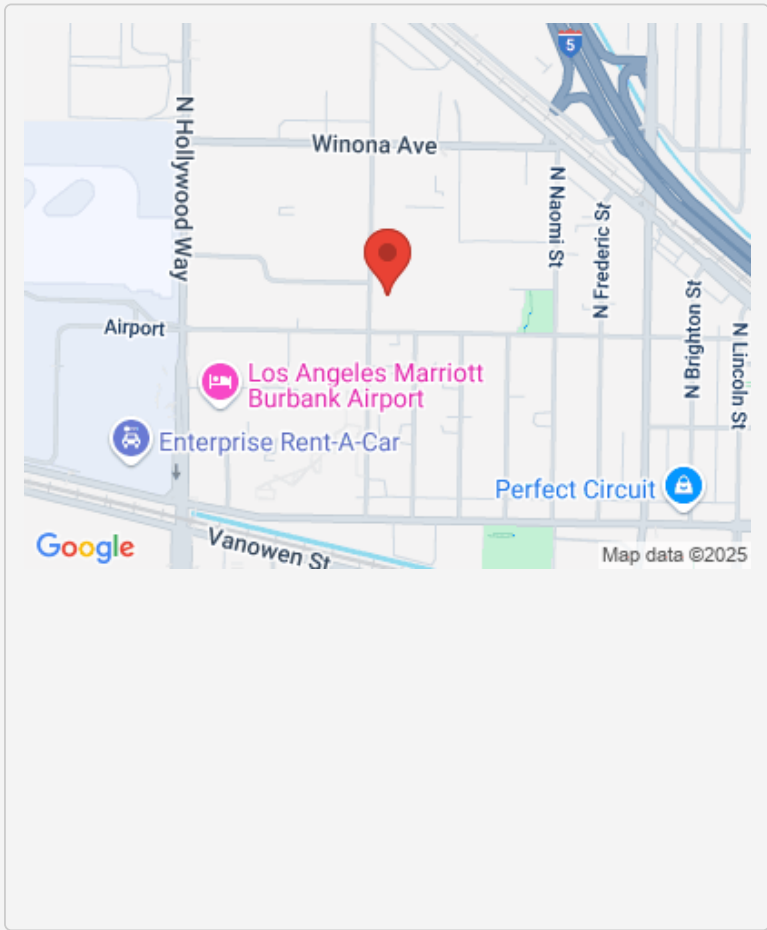 5
N Hollywood Way
Winona Ave
N Naomi St
N Frederic St
N Brighton St
N Lincoln St
Airport
Los Angeles Marriott
Burbank Airport
Enterprise Rent-A-Car
Perfect Circuit
Vanowen St
Google
Map data ©2025